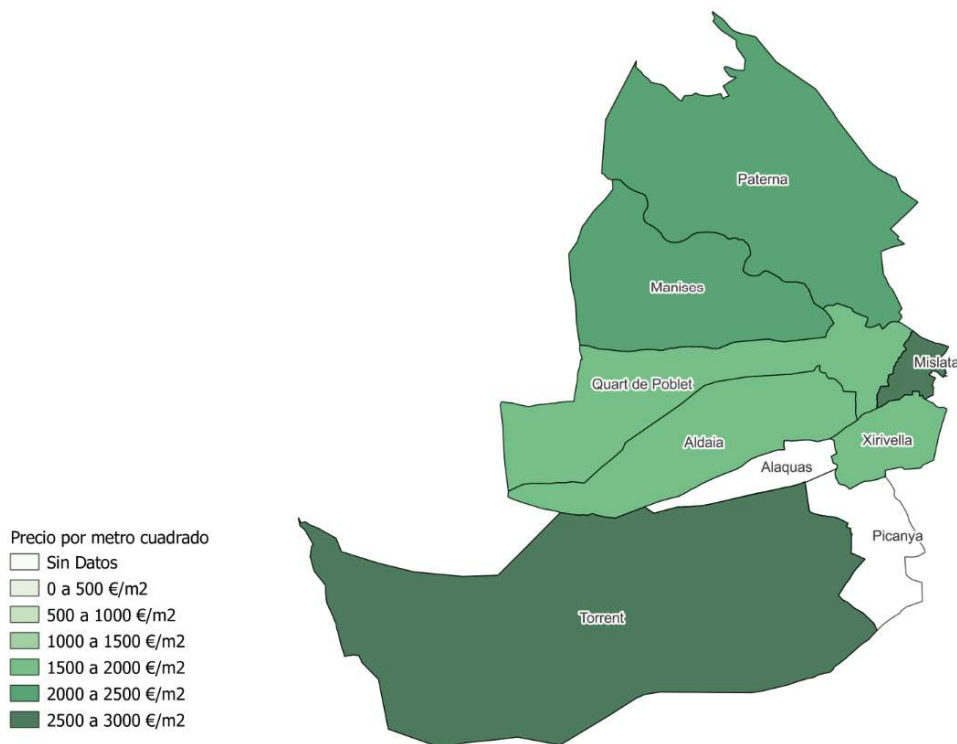 Paterna
Manises
Mislata
Quart de Poblet
Xirivella
Aldaia
Alaquas
Picanya
Torrent
Precio por metro cuadrado
Sin Datos
0 a 500 €/m2
500 a 1000 €/m2
1000 a 1500 €/m2
1500 a 2000 €/m2
2000 a 2500 €/m2
2500 a 3000 €/m2